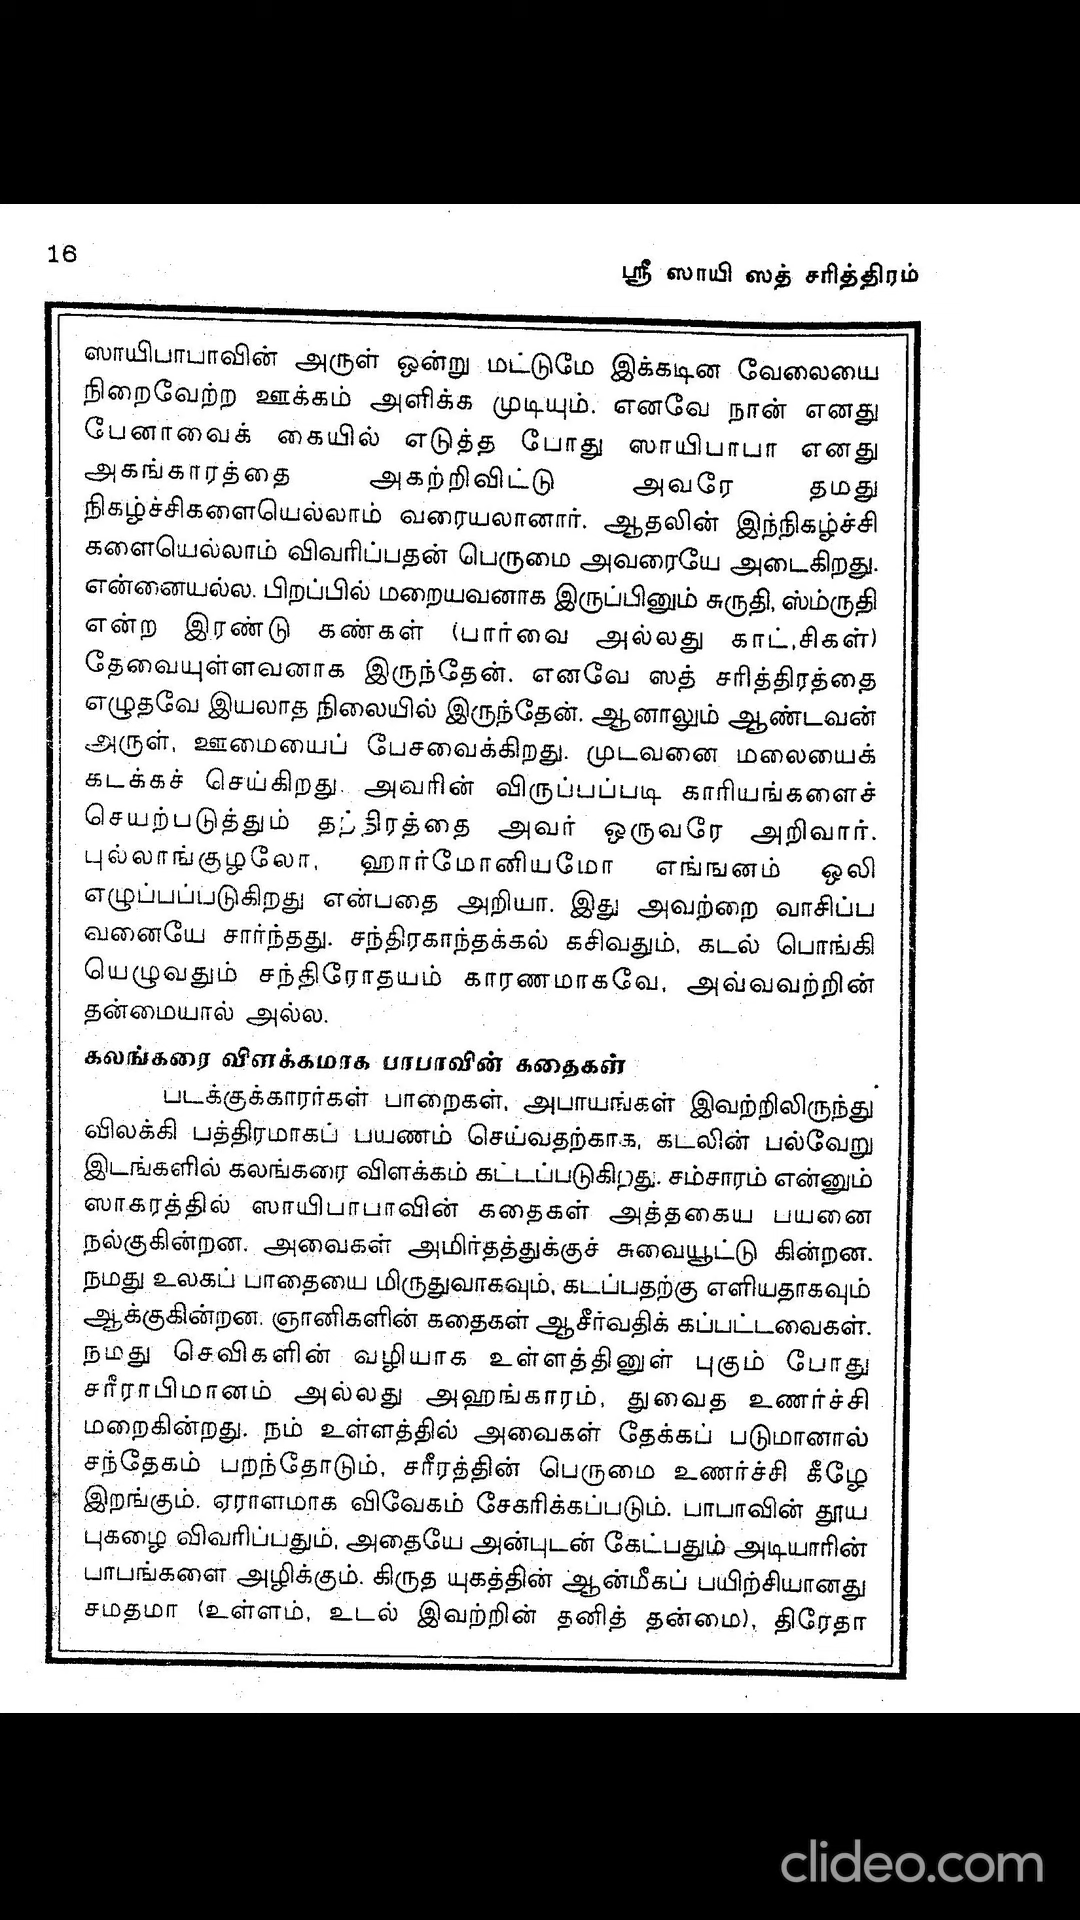 16
ஸ்ரீ ஸாயி ஸத் சரித்திரம்
ஸாயிபாபாவின் அருள் ஒன்று மட்டுமே இக்கடின வேலையை
நிறைவேற்ற ஊக்கம் அளிக்க முடியும். எனவே நான் எனது
பேனாவைக் கையில் எடுத்த போது ஸாயிபாபா எனது
அகங்காரத்தை அகற்றிவிட்டு அவரே தமது
நிகழ்ச்சிகளையெல்லாம் வரையலானார். ஆதலின் இந்நிகழ்ச்சி
களையெல்லாம் விவரிப்பதன் பெருமை அவரையே அடைகிறது.
என்னையல்ல. பிறப்பில் மறையவனாக இருப்பினும் சுருதி, ஸ்ம்ருதி
என்ற இரண்டு கண்கள் (பார்வை அல்லது காட்சிகள்)
தேவையுள்ளவனாக இருந்தேன். எனவே ஸத் சரித்திரத்தை
எழுதவே இயலாத நிலையில் இருந்தேன். ஆனாலும் ஆண்டவன்
அருள், ஊமையைப் பேசவைக்கிறது. முடவனை மலையைக்
கடக்கச் செய்கிறது. அவரின் விருப்பப்படி காரியங்களைச்
செயற்படுத்தும் தந்திரத்தை அவர் ஒருவரே அறிவார்.
புல்லாங்குழலோ, ஹார்மோனியமோ எங்ஙனம் ஒலி
எழுப்பப்படுகிறது என்பதை அறியா. இது அவற்றை வாசிப்ப
வனையே சார்ந்தது. சந்திரகாந்தக்கல் கசிவதும், கடல் பொங்கி
யெழுவதும் சந்திரோதயம் காரணமாகவே, அவ்வவற்றின்
தன்மையால் அல்ல.
கலங்கரை விளக்கமாக பாபாவின் கதைகள்
படக்குக்காரர்கள் பாறைகள், அபாயங்கள் இவற்றிலிருந்து
விலக்கி பத்திரமாகப் பயணம் செய்வதற்காக, கடலின் பல்வேறு
இடங்களில் கலங்கரை விளக்கம் கட்டப்படுகிறது. சம்சாரம் என்னும்
ஸாகரத்தில் ஸாயிபாபாவின் கதைகள் அத்தகைய பயனை
நல்குகின்றன. அவைகள் அமிர்தத்துக்குச் சுவையூட்டு கின்றன.
நமது உலகப் பாதையை மிருதுவாகவும், கடப்பதற்கு எளியதாகவும்
ஆக்குகின்றன. ஞானிகளின் கதைகள் ஆசீர்வதிக் கப்பட்டவைகள்.
நமது செவிகளின் வழியாக உள்ளத்தினுள் புகும் போது
சரீராபிமானம் அல்லது அஹங்காரம், துவைத உணர்ச்சி
மறைகின்றது. நம் உள்ளத்தில் அவைகள் தேக்கப் படுமானால்
சந்தேகம் பறந்தோடும், சரீரத்தின் பெருமை உணர்ச்சி கீழே
இறங்கும். ஏராளமாக விவேகம் சேகரிக்கப்படும். பாபாவின் தூய
புகழை விவரிப்பதும், அதையே அன்புடன் கேட்பதும் அடியாரின்
பாபங்களை அழிக்கும். கிருத யுகத்தின் ஆன்மீகப் பயிற்சியானது
சமதமா (உள்ளம், உடல் இவற்றின் தனித் தன்மை), திரேதா
clideo.com